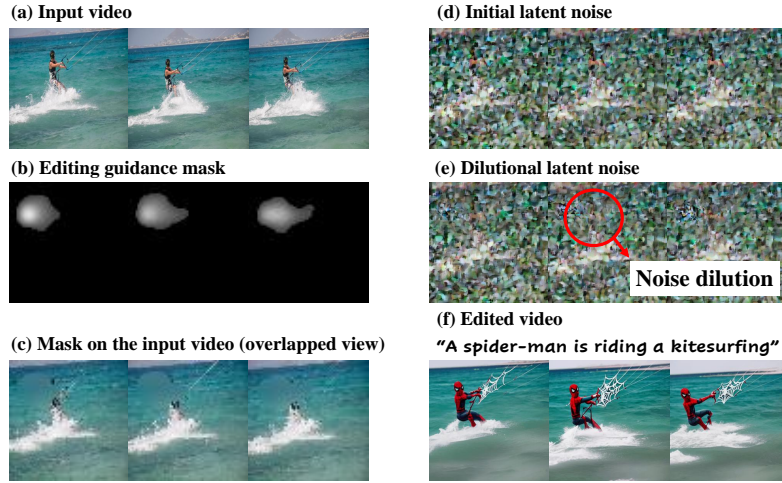 (a) Input video
(b) Editing guidance mask
(c) Mask on the input video (overlapped view)
(d) Initial latent noise
(e) Dilutional latent noise
Noise dilution
(f) Edited video
“A spider-man is riding a kitesurfing”